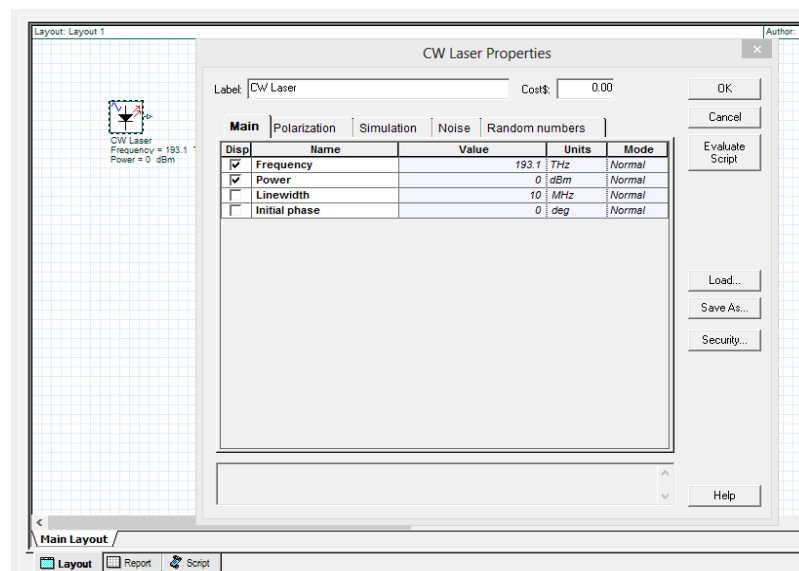 Layout: Layout 1
Author:
CW Laser Properties
CW Laser
Frequency = 193.1 T
Power = 0 dBm
Label: CW Laser Cost$: 0.00
OK
Cancel
Evaluate Script
Main Polarization Simulation Noise Random numbers
Disp Name Value Units Mode
Frequency 193.1 THz Normal
Power 0 dBm Normal
Linewidth 10 MHz Normal
Initial phase 0 deg Normal
Load...
Save As...
Security...
Help
Main Layout
Layout Report Script